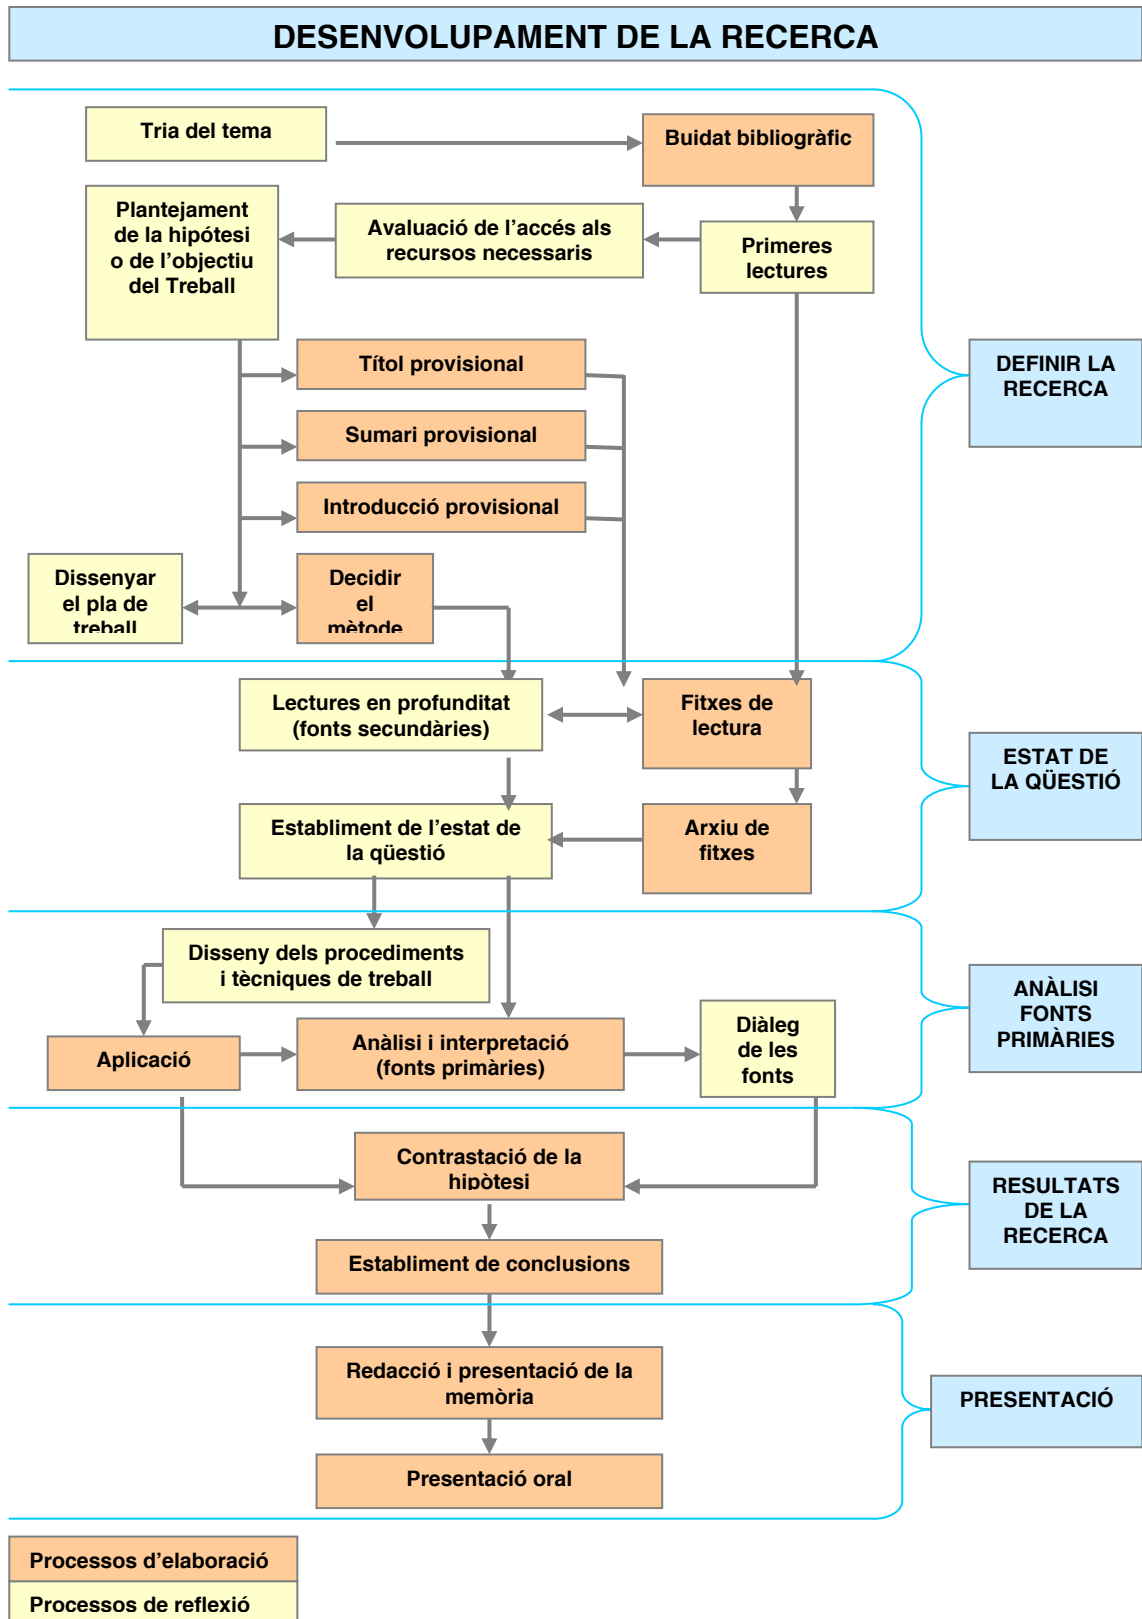 DESENVOLUPAMENT DE LA RECERCA
Tria del tema
Buidat bibliogràfic
Plantejament
de la hipótesi
o de l’objectiu
del Treball
Avaluació de l’accés als
recursos necessaris
Primeres
lectures
Títol provisional
DEFINIR LA
RECERCA
Sumari provisional
Introducció provisional
Dissenyar
el pla de
treball
Decidir
el
mètode
Lectures en profunditat
(fonts secundàries)
Fitxes de
lectura
ESTAT DE
LA QÜESTIÓ
Establiment de l’estat de
la qüestió
Arxiu de
fitxes
Disseny dels procediments
i tècniques de treball
ANÀLISI
FONTS
PRIMÀRIES
Aplicació
Anàlisi i interpretació
(fonts primàries)
Diàleg
de les
fonts
Contrastació de la
hipòtesi
RESULTATS
DE LA
RECERCA
Establiment de conclusions
Redacció i presentació de la
memòria
PRESENTACIÓ
Presentació oral
Processos d’elaboració
Processos de reflexió